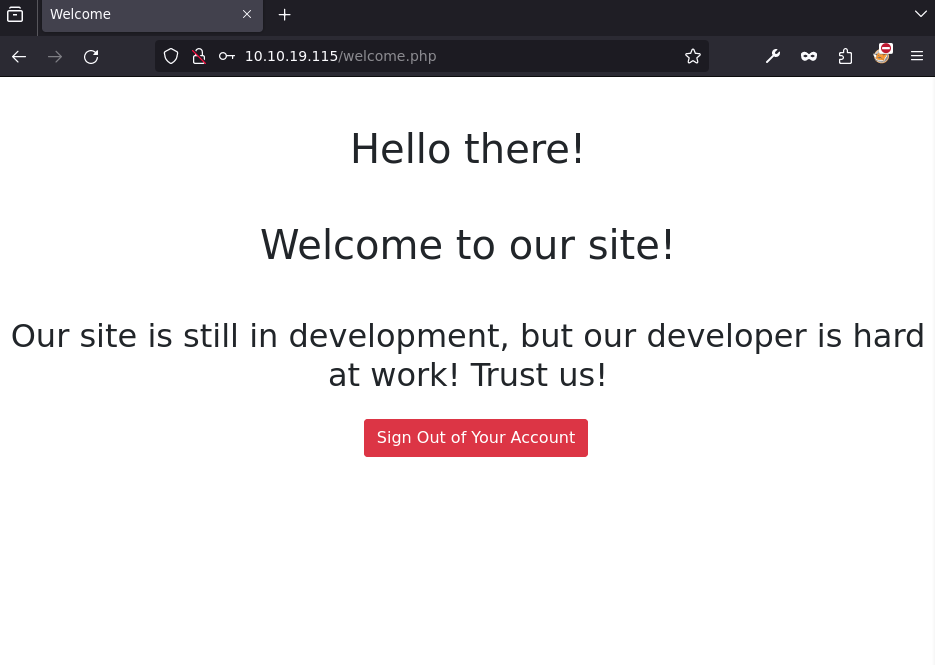 Welcome
10.10.19.115/welcome.php
Hello there!
Welcome to our site!
Our site is still in development, but our developer is hard
at work! Trust us!
Sign Out of Your Account